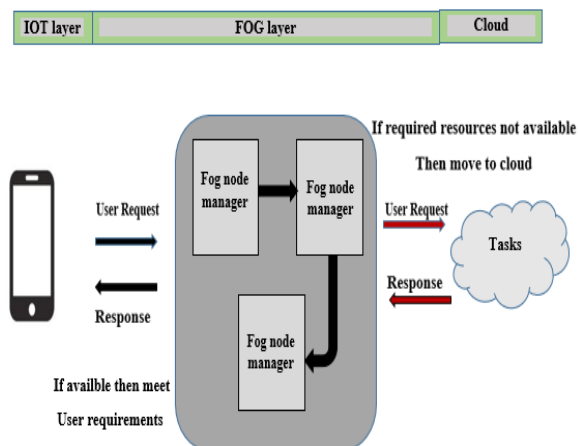 IOT layer
FOG layer
Cloud
If required resources not available
Then move to cloud
Fog node
manager
Fog node
manager
User Request
User Request
Tasks
Response
Response
Fog node
manager
If availble then meet
User requirements